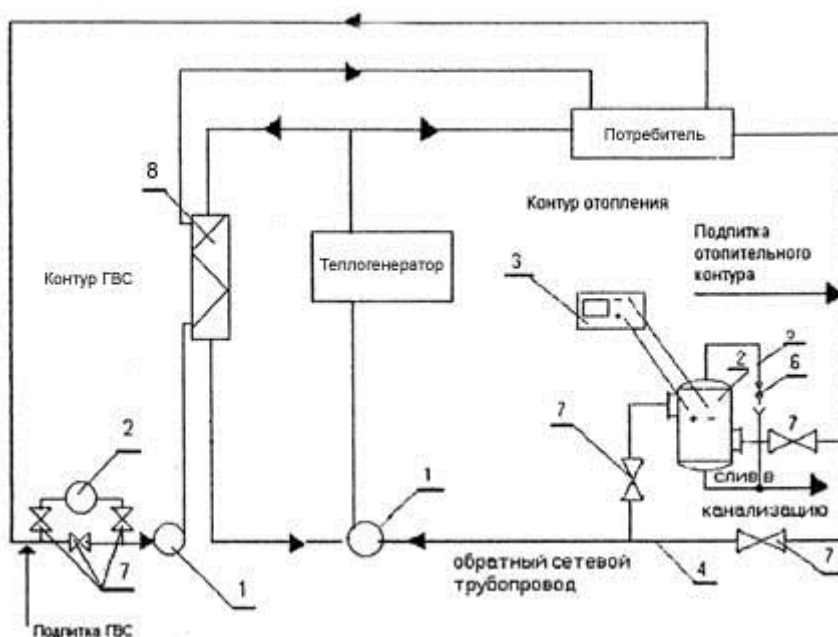 Потребитель
8
Контур отопления
Подпитка
отопительного
контура
Контур ГВС
Теплогенератор
3
- +
2
6
2
7
7
+ -
2
слив в
канализацию
1
7
1
обратный сетевой
трубопровод
4
7
Подпитка ГВС